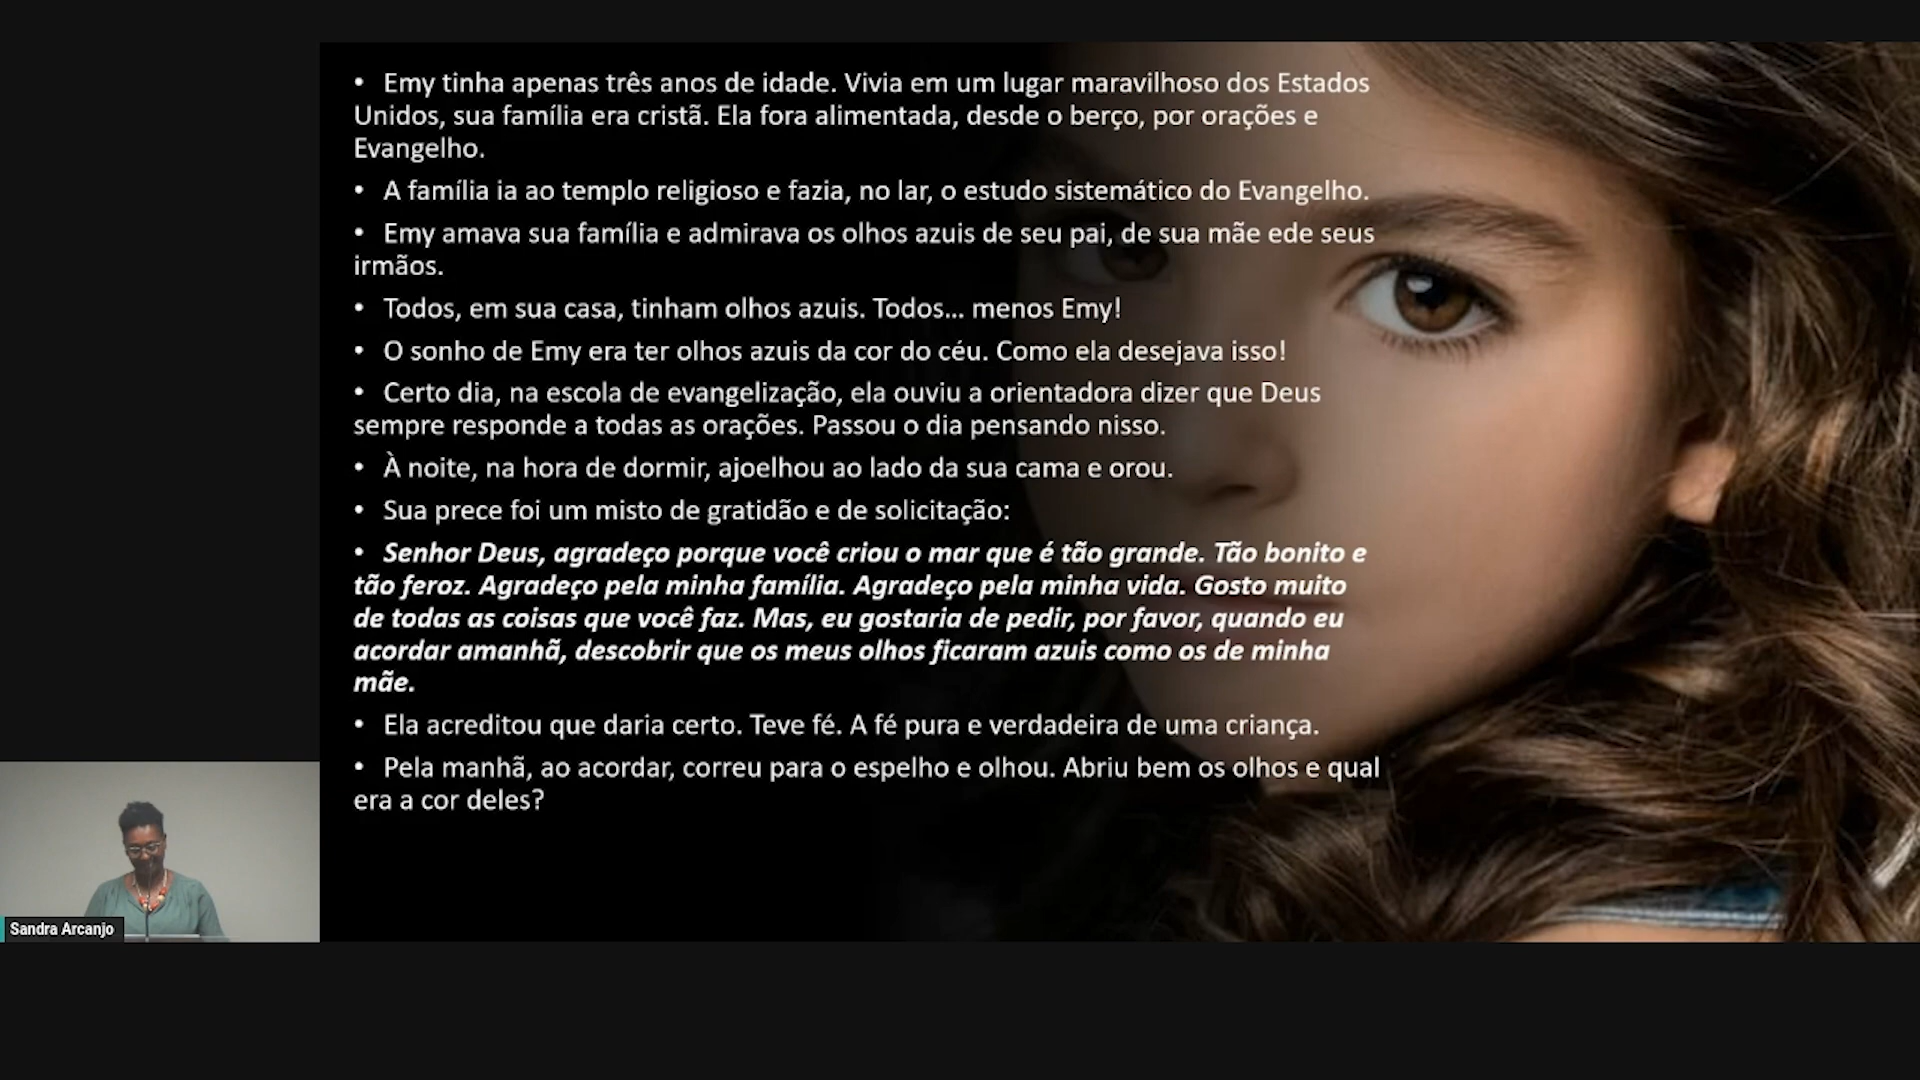 • Emy tinha apenas três anos de idade. Vivia em um lugar maravilhoso dos Estados
Unidos, sua família era cristã. Ela fora alimentada, desde o berço, por orações e
Evangelho.
• A família ia ao templo religioso e fazia, no lar, o estudo sistemático do Evangelho.
• Emy amava sua família e admirava os olhos azuis de seu pai, de sua mãe ede seus
irmãos.
• Todos, em sua casa, tinham olhos azuis. Todos... menos Emy!
• O sonho de Emy era ter olhos azuis da cor do céu. Como ela desejava isso!
• Certo dia, na escola de evangelização, ela ouviu a orientadora dizer que Deus
sempre responde a todas as orações. Passou o dia pensando nisso.
• À noite, na hora de dormir, ajoelhou ao lado da sua cama e orou.
• Sua prece foi um misto de gratidão e de solicitação:
• Senhor Deus, agradeço porque você criou o mar que é tão grande. Tão bonito e
tão feroz. Agradeço pela minha família. Agradeço pela minha vida. Gosto muito
de todas as coisas que você faz. Mas, eu gostaria de pedir, por favor, quando eu
acordar amanhã, descobrir que os meus olhos ficaram azuis como os de minha
mãe.
• Ela acreditou que daria certo. Teve fé. A fé pura e verdadeira de uma criança.
• Pela manhã, ao acordar, correu para o espelho e olhou. Abriu bem os olhos e qual
era a cor deles?
Sandra Arcanjo